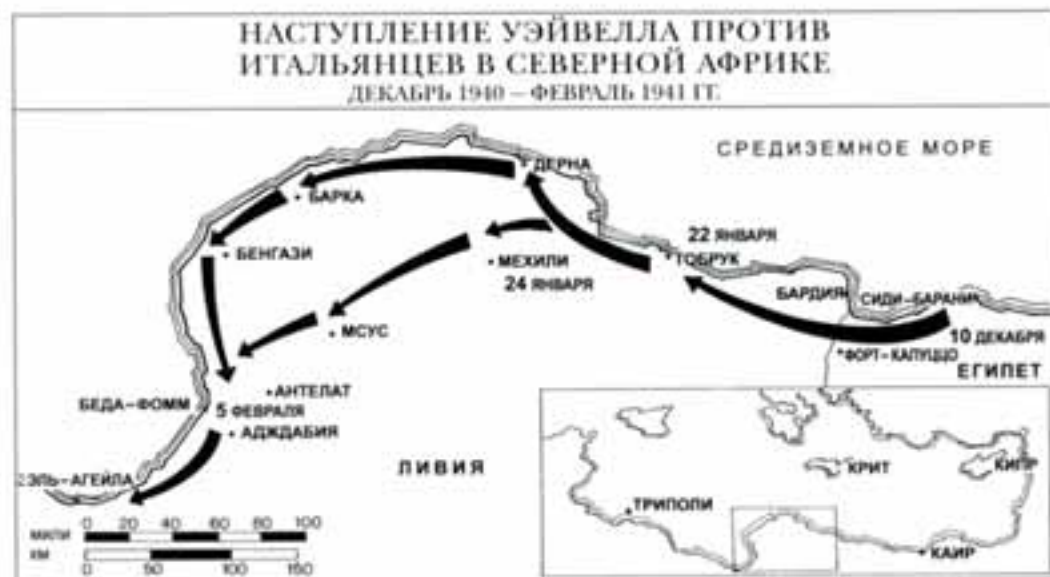 НАСТУПЛЕНИЕ УЭЙВЕЛЛА ПРОТИВ
ИТАЛЬЯНЦЕВ В СЕВЕРНОЙ АФРИКЕ
ДЕКАБРЬ 1940 – ФЕВРАЛЬ 1941 ГГ.
СРЕДИЗЕМНОЕ МОРЕ
ДЕРНА
БАРКА
БЕНГАЗИ
22 ЯНВАРЯ
ТОБРУК
МЕХИЛИ
24 ЯНВАРЯ
БАРДИЯ
СИДИ-БАРАНИ
10 ДЕКАБРЯ
ФОРТ-КАПУЦЦО
ЕГИПЕТ
МСУС
АНТЕЛАТ
БЕДА-ФОММ
5 ФЕВРАЛЯ
АДЖДАБИЯ
ЭЛЬ-АГЕЙЛА
ЛИВИЯ
МИЛИ 0 20 40 60 80 100
КМ
0 50 100 150
КРИТ
КИПР
ТРИПОЛИ
КАИР